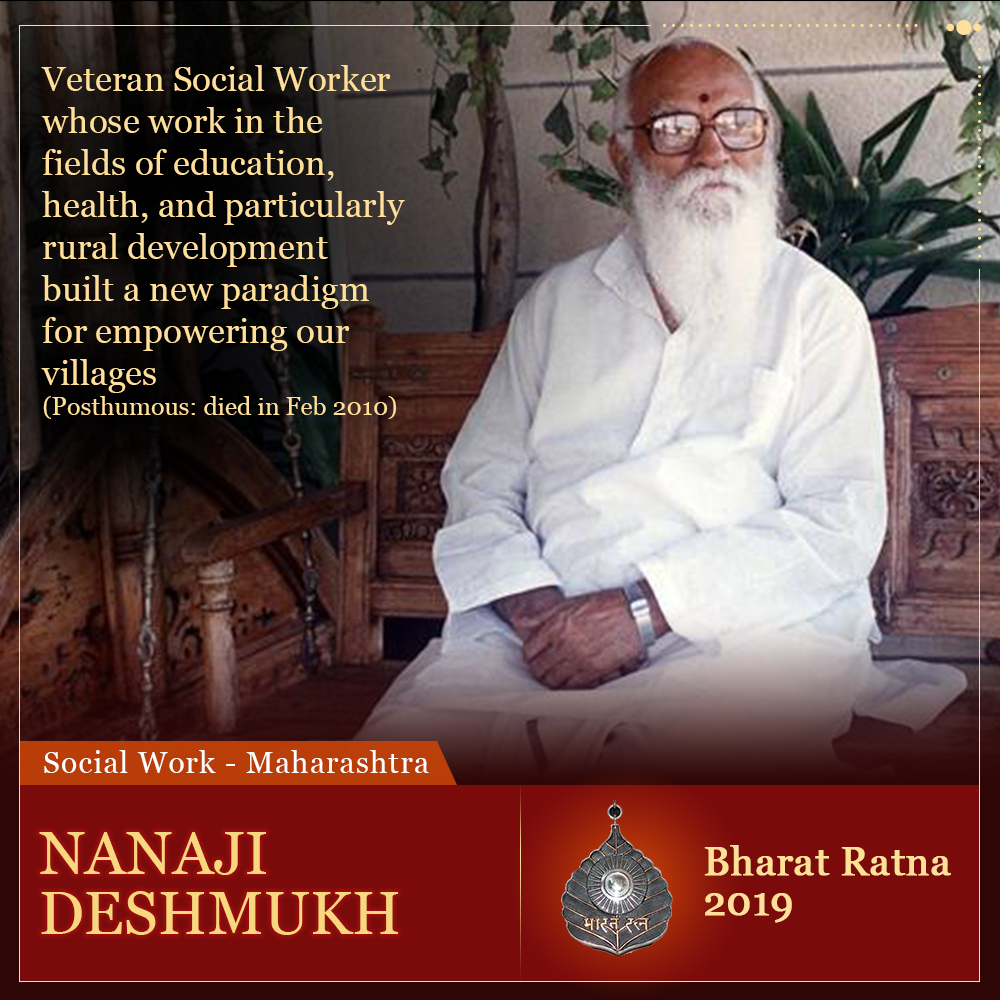 Veteran Social Worker
whose work in the
fields of education,
health, and particularly
rural development
built a new paradigm
for empowering our
villages
(Posthumous: died in Feb 2010)
Social Work - Maharashtra
NANAJI
DESHMUKH
भारत रत्न
Bharat Ratna
2019